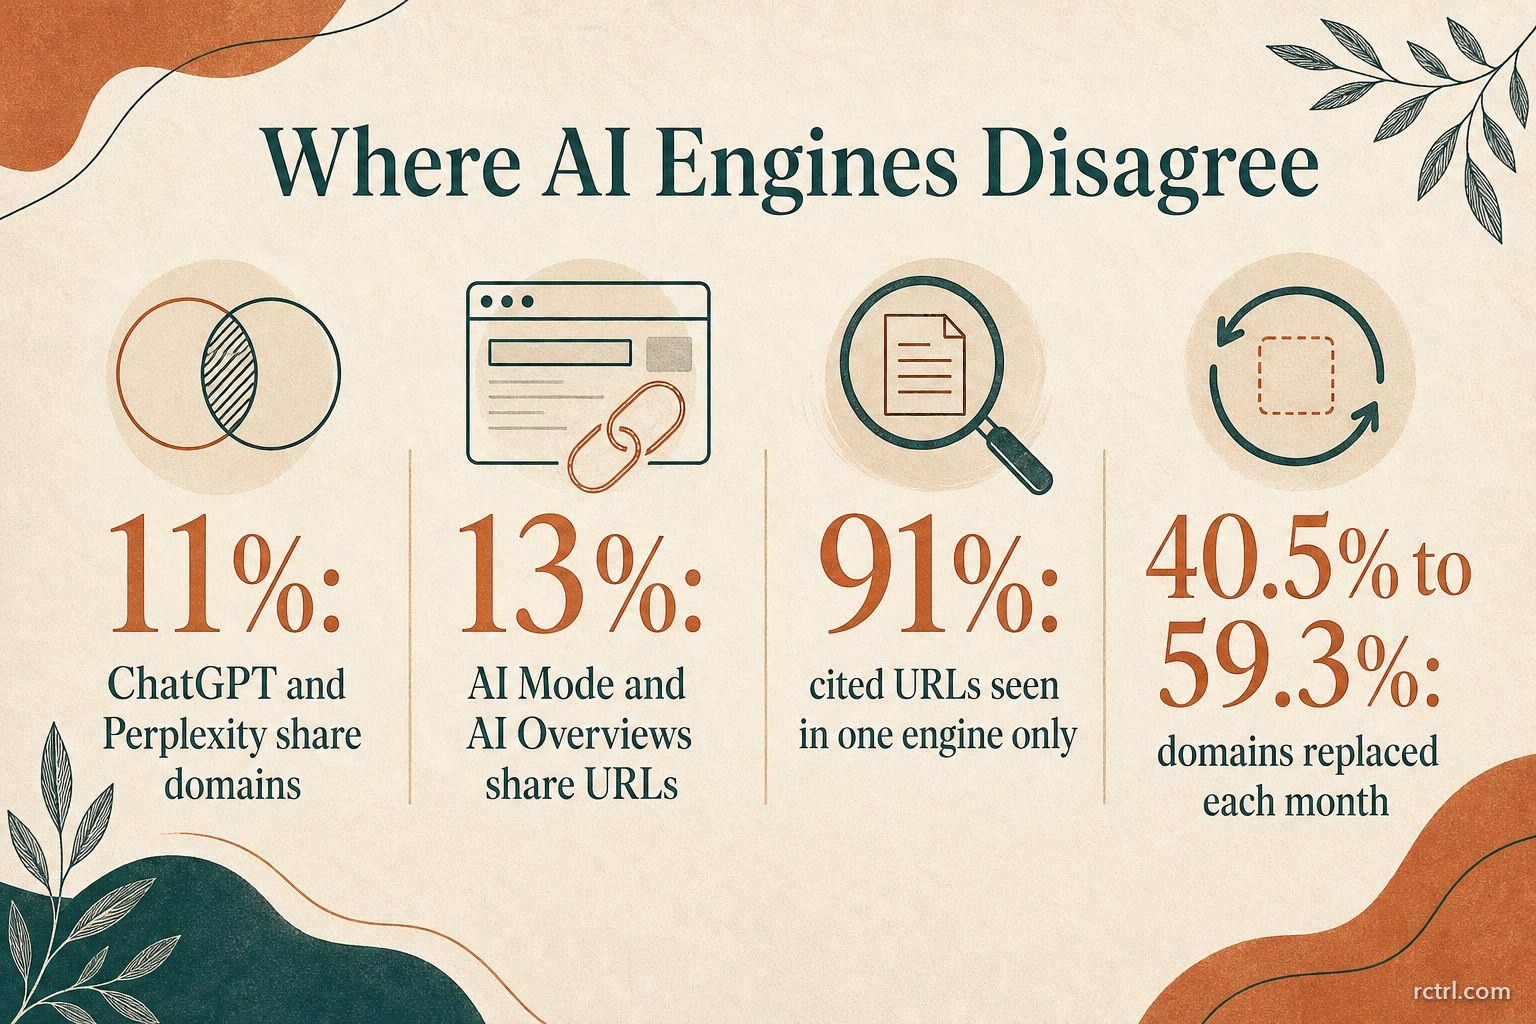 Where AI Engines Disagree
11%:
ChatGPT and
Perplexity share
domains
13%:
AI Mode and
AI Overviews
share URLs
91%:
cited URLs seen
in one engine only
40.5% to
59.3%:
domains replaced
each month
rctrl.com